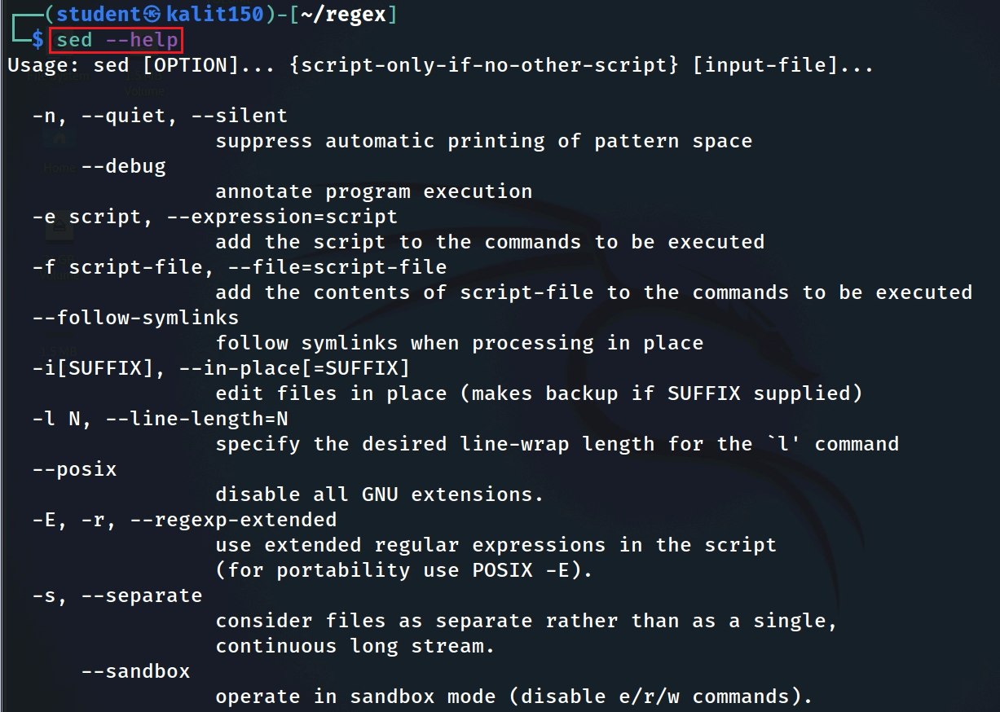 ┌──(student㉿kalit150)-[~/regex]
└─$ sed --help
Usage: sed [OPTION]... {script-only-if-no-other-script} [input-file]...
Volume
-n, --quiet, --silent
suppress automatic printing of pattern space
Home
--debug
annotate program execution
-e script, --expression=script
add the script to the commands to be executed
-f script-file, --file=script-file
add the contents of script-file to the commands to be executed
--follow-symlinks
follow symlinks when processing in place
-i[SUFFIX], --in-place[=SUFFIX]
edit files in place (makes backup if SUFFIX supplied)
-l N, --line-length=N
specify the desired line-wrap length for the `l' command
--posix
disable all GNU extensions.
-E, -r, --regexp-extended
use extended regular expressions in the script
(for portability use POSIX -E).
-s, --separate
consider files as separate rather than as a single,
continuous long stream.
--sandbox
operate in sandbox mode (disable e/r/w commands).